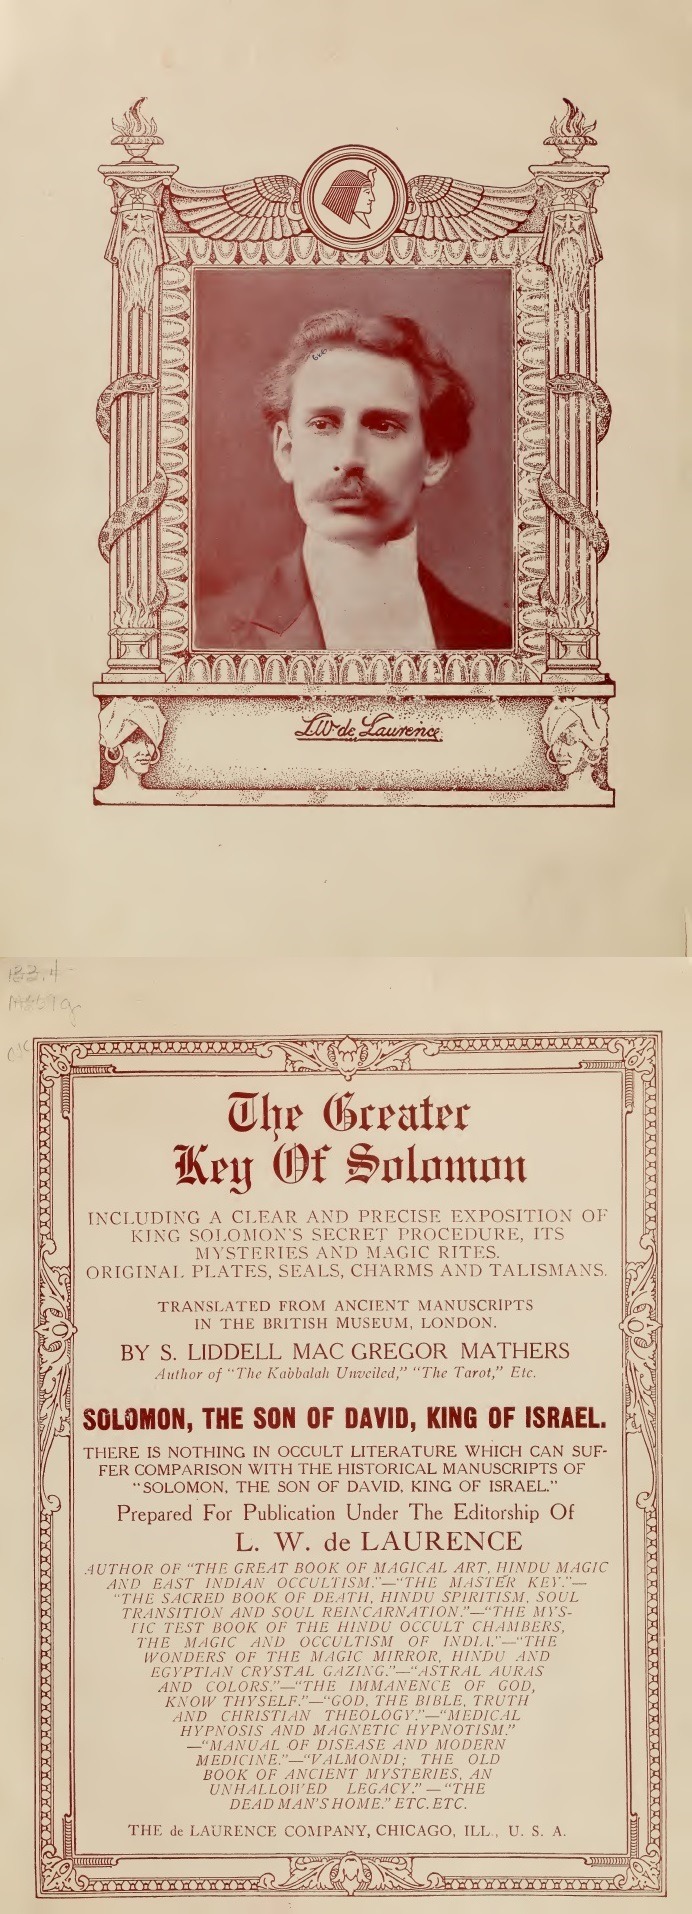 L.W. de Laurence.
The Greater
Key Of Solomon
INCLUDING A CLEAR AND PRECISE EXPOSITION OF
KING SOLOMON'S SECRET PROCEDURE, ITS
MYSTERIES AND MAGIC RITES.
ORIGINAL PLATES, SEALS, CHARMS AND TALISMANS.
TRANSLATED FROM ANCIENT MANUSCRIPTS
IN THE BRITISH MUSEUM, LONDON.
BY S. LIDDELL MAC GREGOR MATHERS
Author of "The Kabbalah Unveiled," "The Tarot," Etc.
SOLOMON, THE SON OF DAVID, KING OF ISRAEL.
THERE IS NOTHING IN OCCULT LITERATURE WHICH CAN SUF-
FER COMPARISON WITH THE HISTORICAL MANUSCRIPTS OF
"SOLOMON, THE SON OF DAVID, KING OF ISRAEL."
Prepared For Publication Under The Editorship Of
L. W. de LAURENCE
AUTHOR OF "THE GREAT BOOK OF MAGICAL ART, HINDU MAGIC
AND EAST INDIAN OCCULTISM."—"THE MASTER KEY."—
"THE SACRED BOOK OF DEATH, HINDU SPIRITISM, SOUL
TRANSITION AND SOUL REINCARNATION."—"THE MYS-
TIC TEST BOOK OF THE HINDU OCCULT CHAMBERS,
THE MAGIC AND OCCULTISM OF INDIA."—"THE
WONDERS OF THE MAGIC MIRROR, HINDU AND
EGYPTIAN CRYSTAL GAZING."—"ASTRAL AURAS
AND COLORS."—"THE IMMANENCE OF GOD,
KNOW THYSELF."—"GOD, THE BIBLE, TRUTH
AND CHRISTIAN THEOLOGY."—"MEDICAL
HYPNOSIS AND MAGNETIC HYPNOTISM."
—"MANUAL OF DISEASE AND MODERN
MEDICINE."—"VALMONDI; THE OLD
BOOK OF ANCIENT MYSTERIES, AN
UNHALLOWED LEGACY."—"THE
DEAD MAN'S HOME." ETC. ETC.
THE de LAURENCE COMPANY, CHICAGO, ILL., U. S. A.